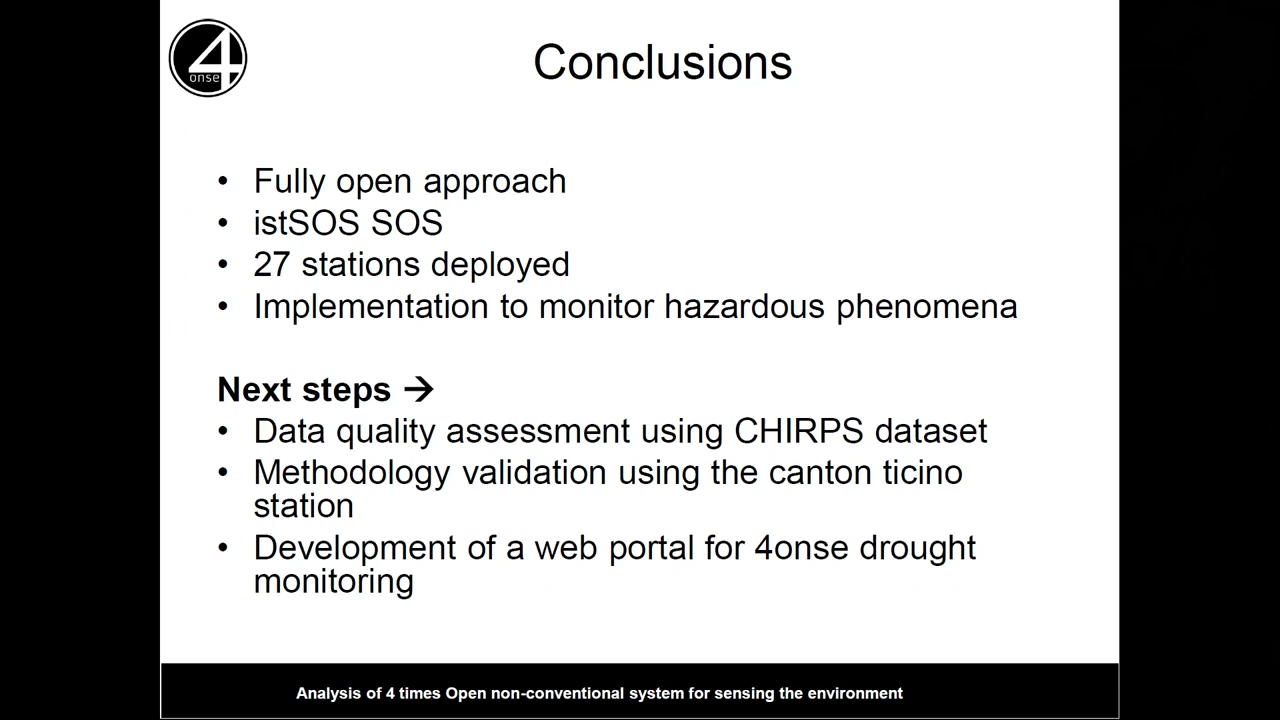 4
onse
Conclusions
• Fully open approach
• istSOS SOS
• 27 stations deployed
• Implementation to monitor hazardous phenomena
Next steps →
• Data quality assessment using CHIRPS dataset
• Methodology validation using the canton ticino
station
• Development of a web portal for 4onse drought
monitoring
Analysis of 4 times Open non-conventional system for sensing the environment